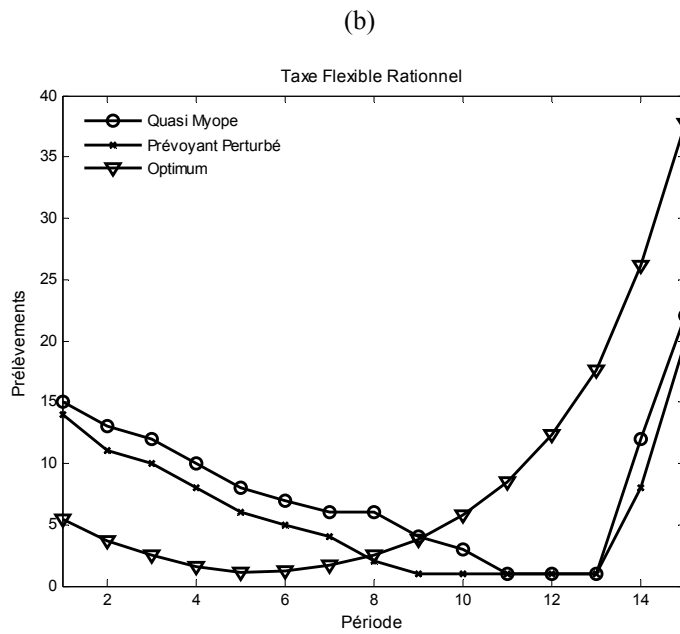 (b)
Taxe Flexible Rationnel
40
35
30
25
20
15
10
5
0
Prélèvements
Quasi Myope
Prévoyant Perturbé
Optimum
2 4 6 8 10 12 14
Période